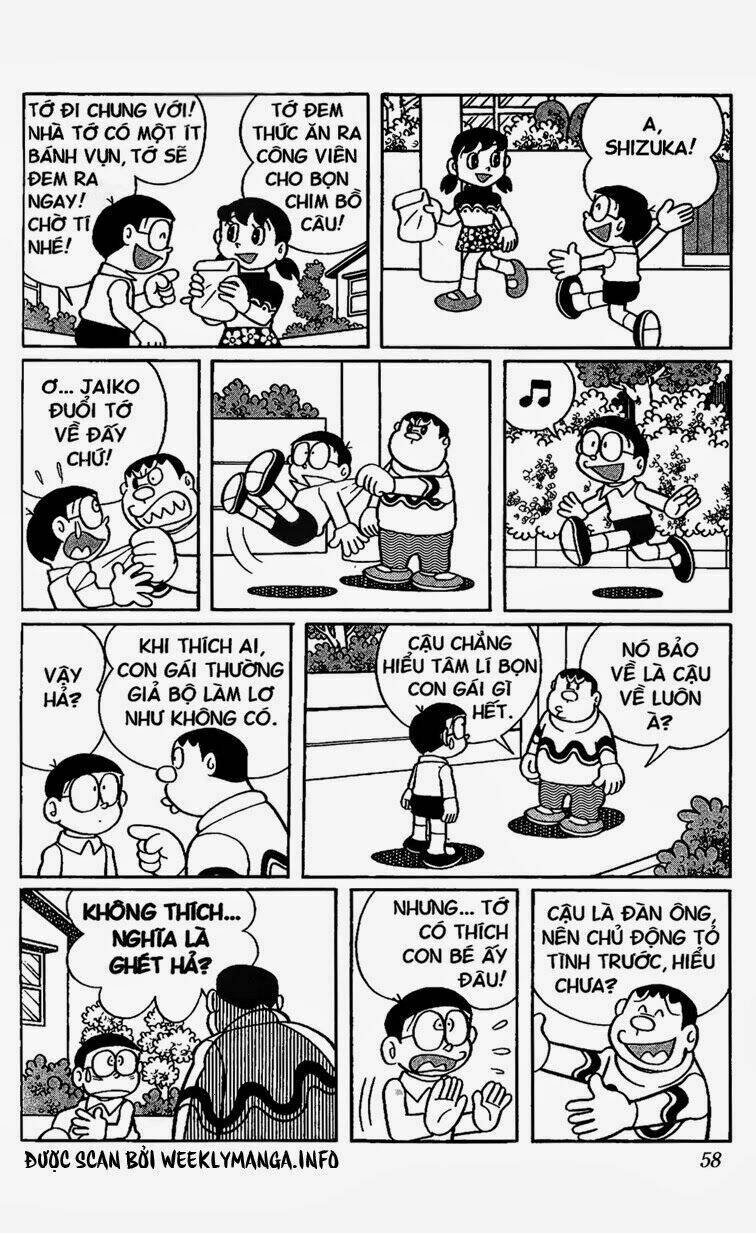 A,
SHIZUKA!
TỚ ĐEM
THỨC ĂN RA
CÔNG VIÊN
CHO BỌN
CHIM BỒ
CÂU!
TỚ ĐI CHUNG VỚI!
NHÀ TỚ CÓ MỘT ÍT
BÁNH VỤN, TỚ SẼ
ĐEM RA
NGAY!
CHỜ TÍ
NHÉ!
Ơ... JAIKO
ĐUỔI TỚ
VỀ ĐẤY
CHỨ!
NÓ BẢO
VỀ LÀ CẬU
VỀ LUÔN
À?
CẬU CHẲNG
HIỂU TÂM LÍ BỌN
CON GÁI GÌ
HẾT.
KHI THÍCH AI,
CON GÁI THƯỜNG
GIẢ BỘ LÀM LƠ
NHƯ KHÔNG CÓ.
VẬY
HẢ?
CẬU LÀ ĐÀN ÔNG,
NÊN CHỦ ĐỘNG TỎ
TÌNH TRƯỚC, HIỂU
CHƯA?
NHƯNG... TỚ
CÓ THÍCH
CON BÉ ẤY
ĐÂU!
KHÔNG THÍCH...
NGHĨA LÀ
GHÉT HẢ?
ĐƯỢC SCAN BỞI WEEKLYMANGA.INFO
58